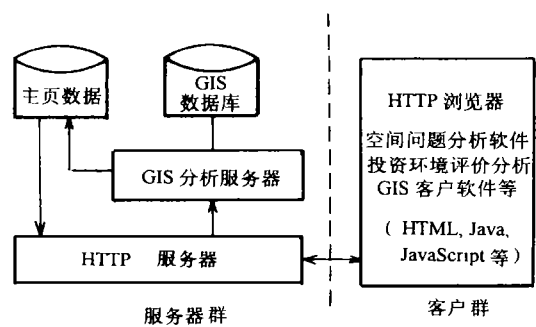 主页数据
GIS
数据库
GIS 分析服务器
HTTP 服务器
服务器群
HTTP 浏览器
空间问题分析软件
投资环境评价分析
GIS 客户软件等
( HTML, Java,
JavaScript 等 )
客户群